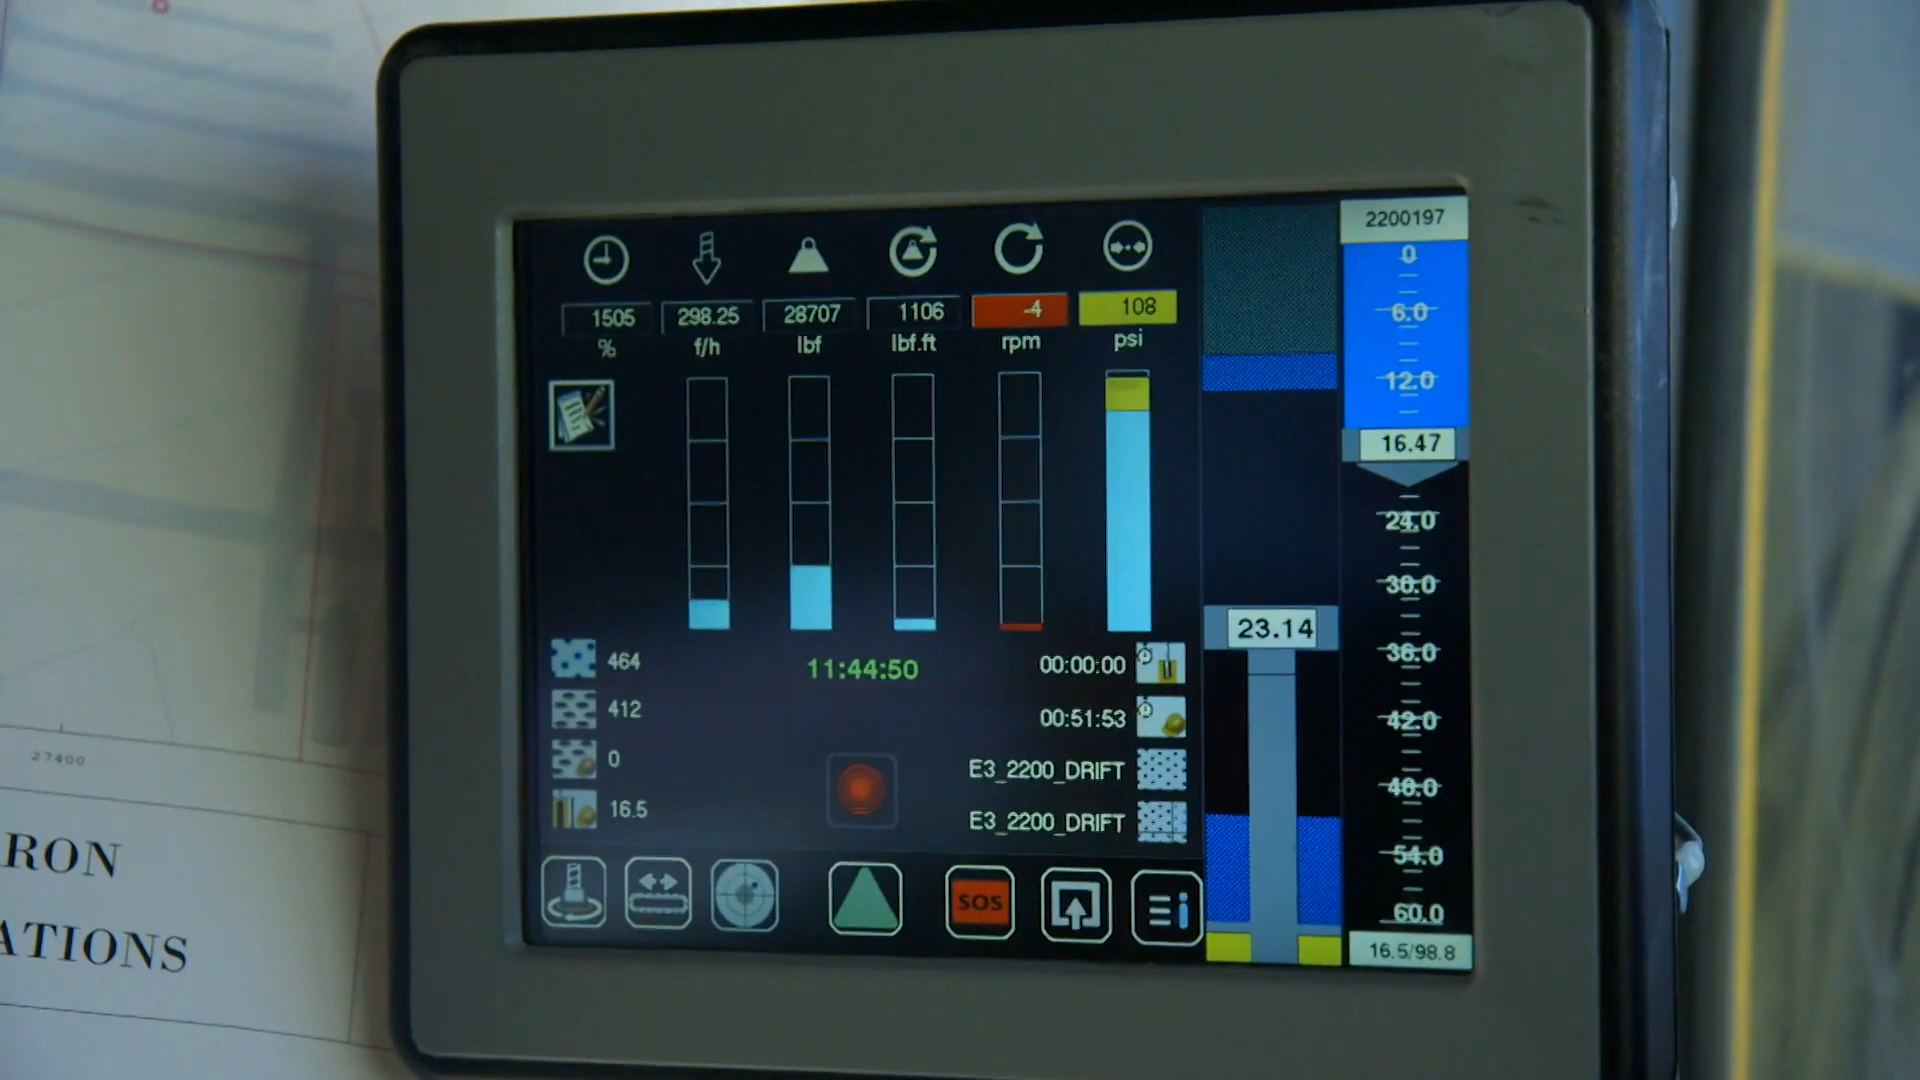 1505
298.25
28707
1106
-4
108
%
f/h
lbf
lbf.ft
rpm
psi
464
412
0
16.5
11:44:50
00:00:00
00:51:53
E3_2200_DRIFT
E3_2200_DRIFT
SOS
i
23.14
2200197
0
6.0
12.0
16.47
24.0
30.0
36.0
42.0
48.0
54.0
60.0
16.5/98.8
27400
RON
ATIONS